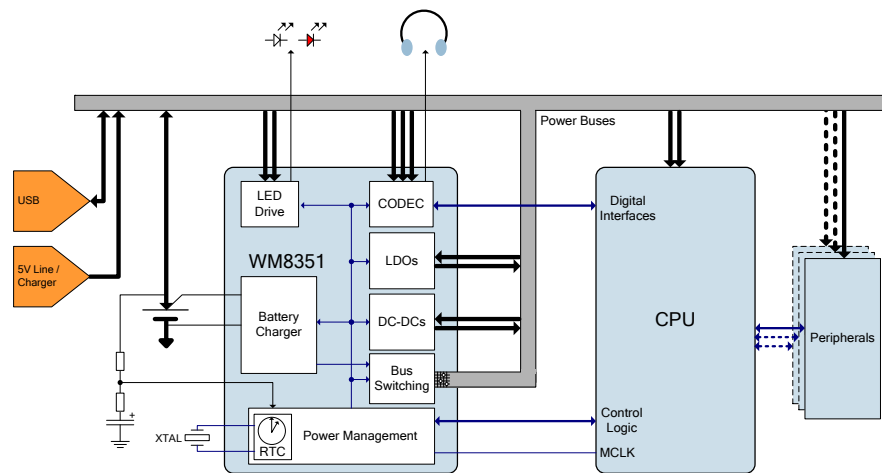 Power Buses
USB
5V Line /
Charger
LED
Drive
CODEC
Digital
Interfaces
WM8351
LDOs
Battery
Charger
DC-DCs
CPU
Peripherals
Bus
Switching
XTAL
RTC
Power Management
Control
Logic
MCLK
+